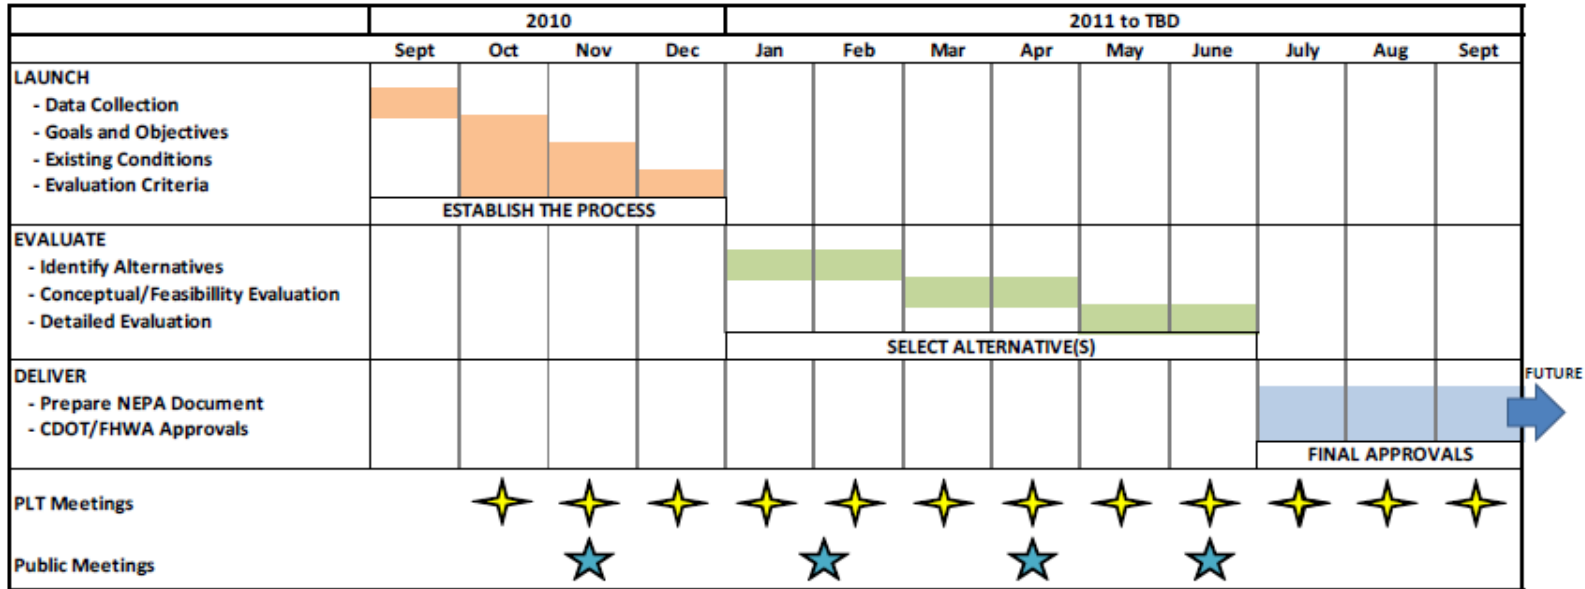 2010 2011 to TBD
Sept Oct Nov Dec Jan Feb Mar Apr May June July Aug Sept
LAUNCH
- Data Collection
- Goals and Objectives
- Existing Conditions
- Evaluation Criteria
ESTABLISH THE PROCESS
EVALUATE
- Identify Alternatives
- Conceptual/Feasibillity Evaluation
- Detailed Evaluation
SELECT ALTERNATIVE(S)
DELIVER
FUTURE
- Prepare NEPA Document
- CDOT/FHWA Approvals
FINAL APPROVALS
PLT Meetings
Public Meetings